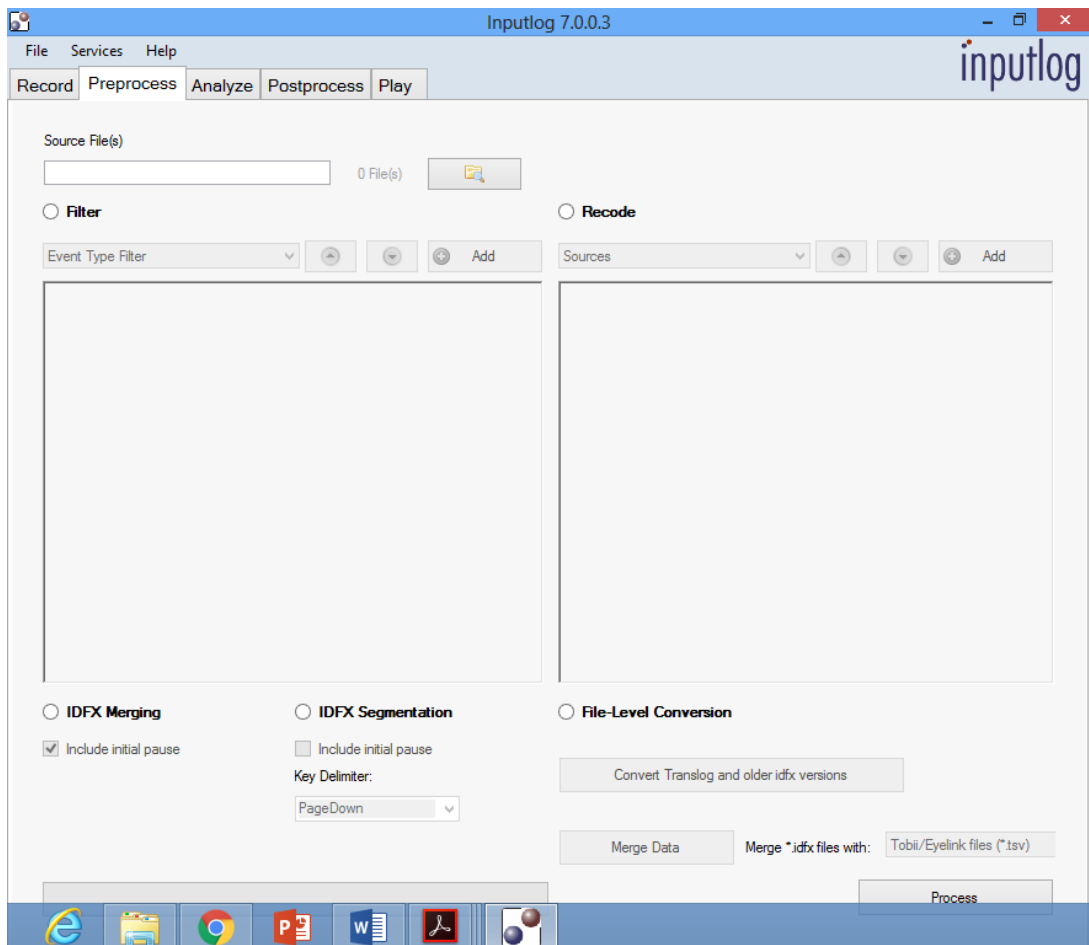 Inputlog 7.0.0.3
File Services Help
inputlog
Record Preprocess Analyze Postprocess Play
Source File(s)
0 File(s)
Filter Recode
Event Type Filter Add Sources Add
IDFX Merging IDFX Segmentation File-Level Conversion
Include initial pause Include initial pause
Key Delimiter: Convert Translog and older idfx versions
PageDown
Merge Data Merge *.idfx files with: Tobii/Eyelink files (*.tsv)
Process